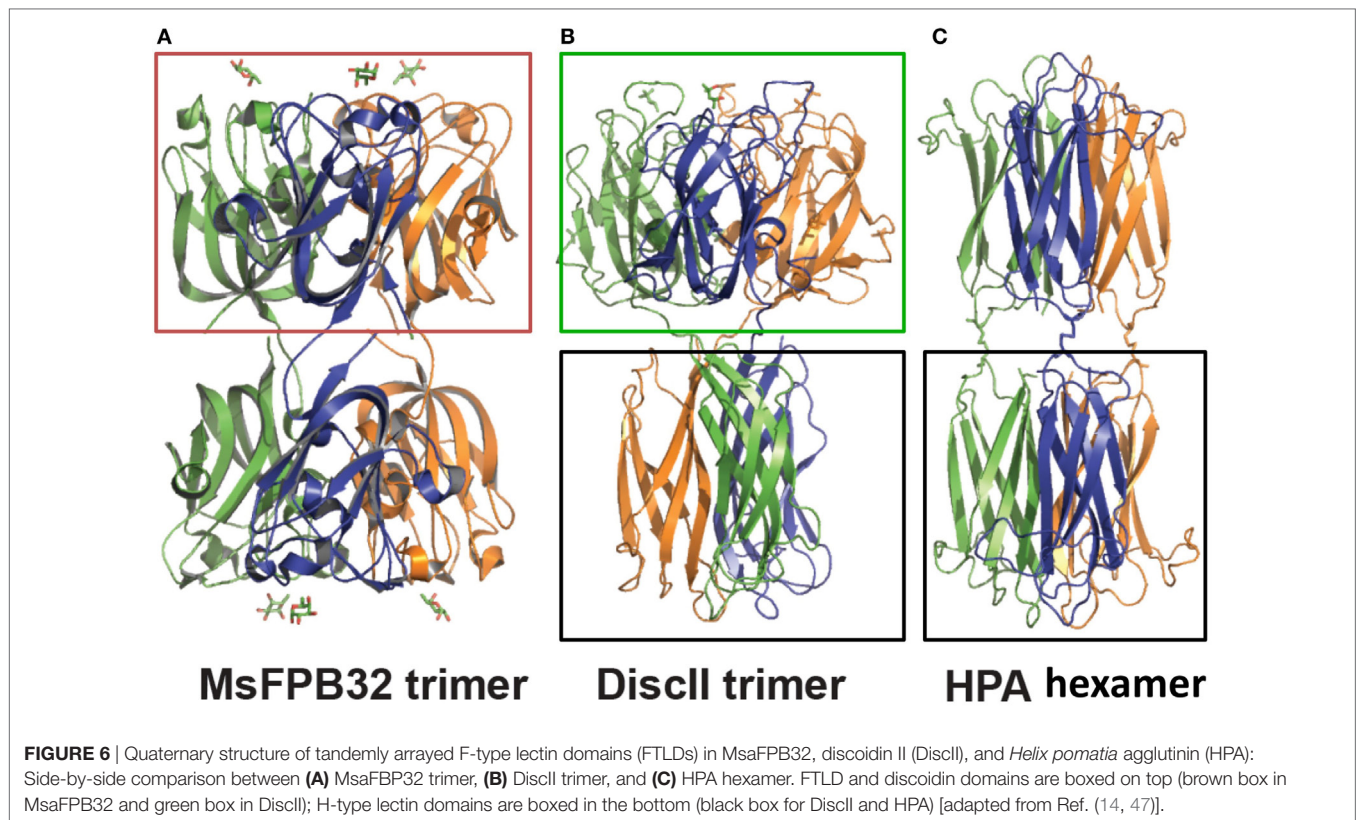 A
B
C
MsFPB32 trimer
DiscII trimer
HPA hexamer
FIGURE 6 | Quaternary structure of tandemly arrayed F-type lectin domains (FTLDs) in MsaFPB32, discoidin II (DiscII), and Helix pomatia agglutinin (HPA):
Side-by-side comparison between (A) MsaFBP32 trimer, (B) DiscII trimer, and (C) HPA hexamer. FTLD and discoidin domains are boxed on top (brown box in
MsaFPB32 and green box in DiscII); H-type lectin domains are boxed in the bottom (black box for DiscII and HPA) [adapted from Ref. (14, 47)].